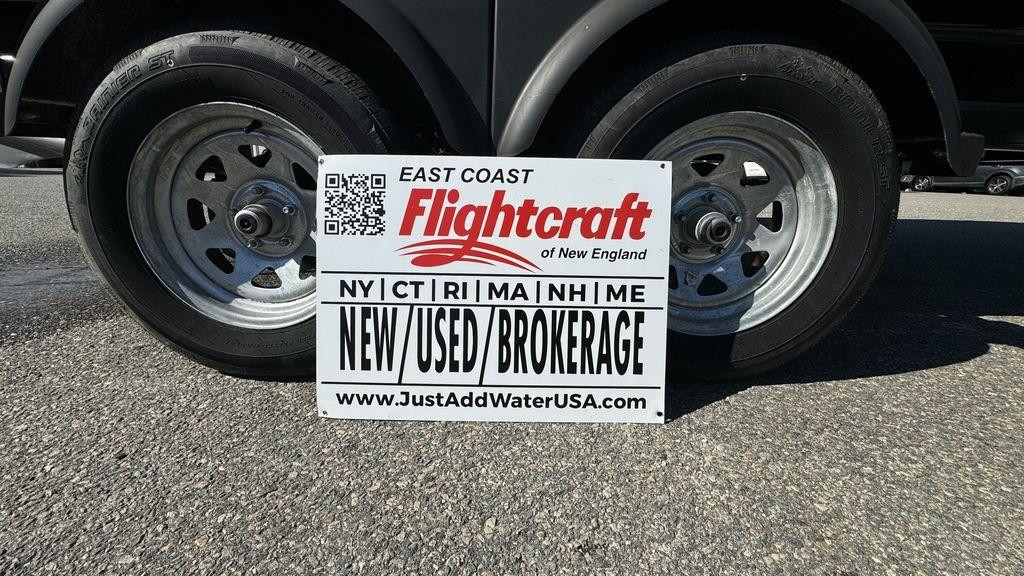 EAST COAST
Flightcraft
of New England
NY | CT | RI | MA | NH | ME
NEW/USED/BROKERAGE
www.JustAddWaterUSA.com